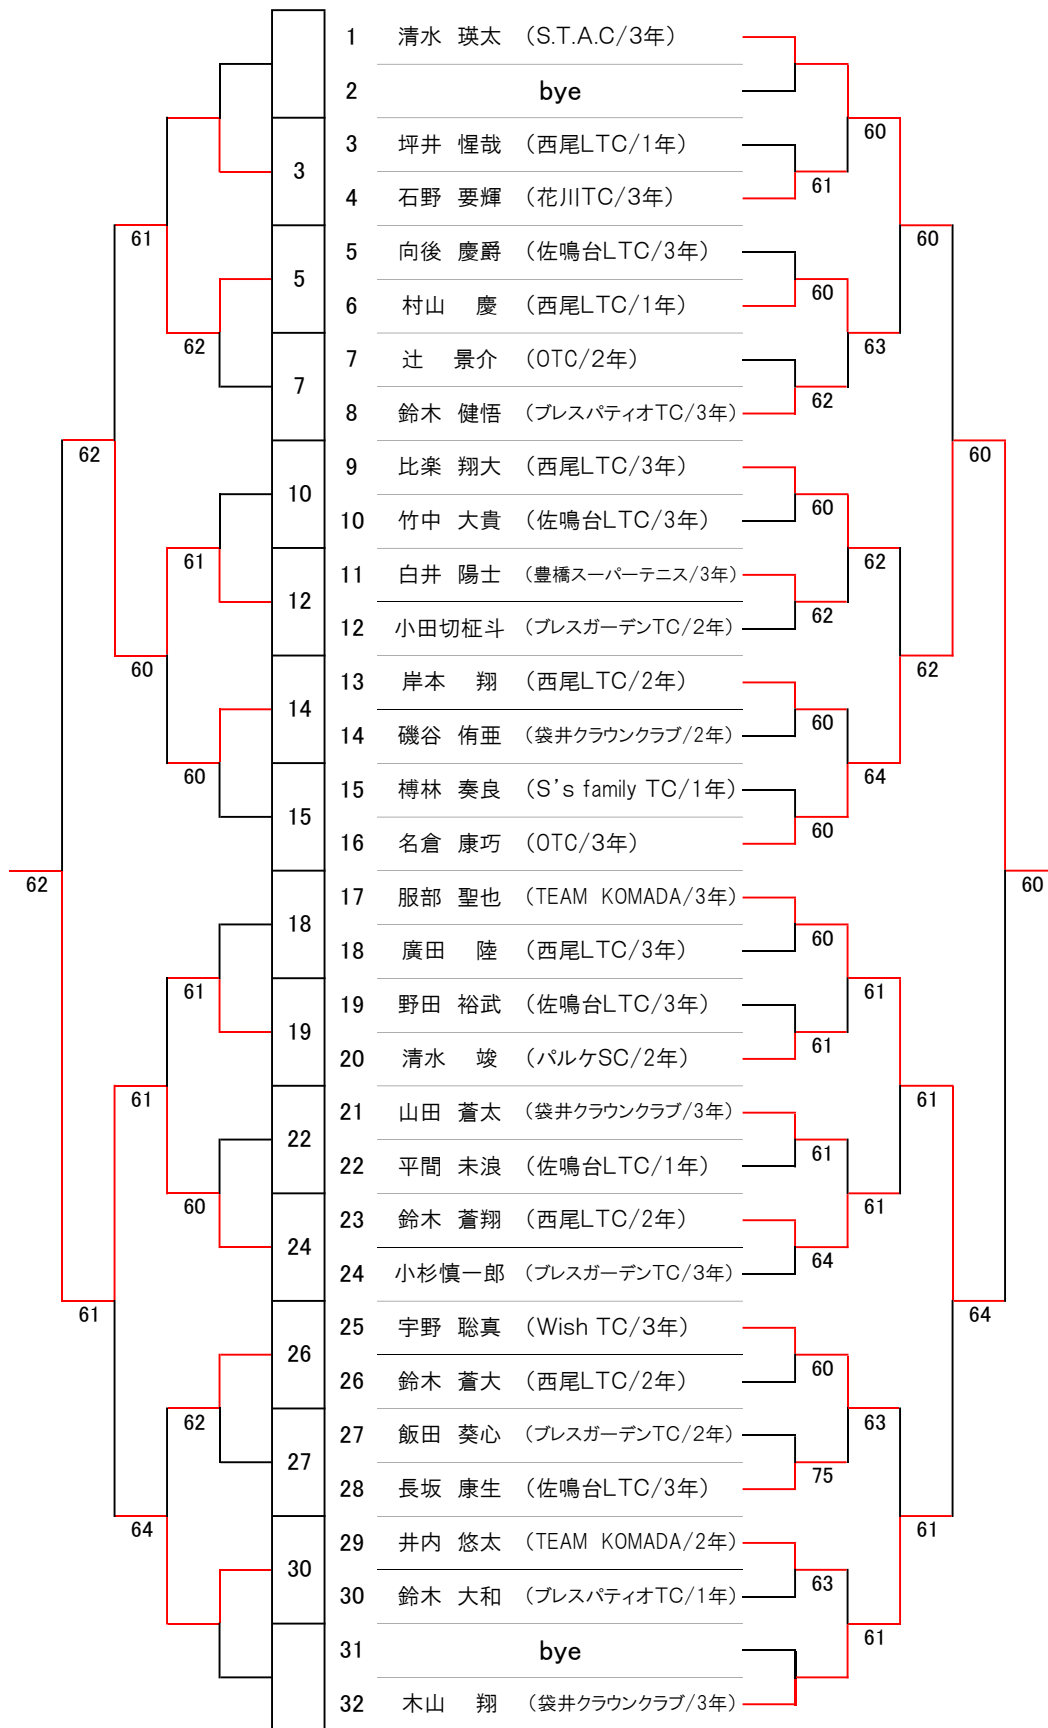 1 清水 瑛太 （S.T.A.C/3年）
2 bye
60
3 坪井 惺哉 （西尾LTC/1年）
3
61
4 石野 要輝 （花川TC/3年）
61
60
5 向後 慶爵 （佐鳴台LTC/3年）
5
60
6 村山 慶 （西尾LTC/1年）
62
63
7 辻 景介 （OTC/2年）
7
62
8 鈴木 健悟 （ブレスパティオTC/3年）
62
60
9 比楽 翔大 （西尾LTC/3年）
10
60
10 竹中 大貴 （佐鳴台LTC/3年）
61
62
11 白井 陽士 （豊橋スーパーテニス/3年）
12
62
12 小田切柾斗 （ブレスガーデンTC/2年）
60
62
13 岸本 翔 （西尾LTC/2年）
14
60
14 磯谷 侑亜 （袋井クラウンクラブ/2年）
60
64
15 榑林 奏良 （S’s family TC/1年）
15
60
16 名倉 康巧 （OTC/3年）
62
60
17 服部 聖也 （TEAM KOMADA/3年）
18
60
18 廣田 陸 （西尾LTC/3年）
61
61
19 野田 裕武 （佐鳴台LTC/3年）
19
61
20 清水 竣 （パルケSC/2年）
61
61
21 山田 蒼太 （袋井クラウンクラブ/3年）
22
61
22 平間 未浪 （佐鳴台LTC/1年）
60
61
23 鈴木 蒼翔 （西尾LTC/2年）
24
64
24 小杉慎一郎 （ブレスガーデンTC/3年）
61
64
25 宇野 聡真 （Wish TC/3年）
26
60
26 鈴木 蒼大 （西尾LTC/2年）
62
63
27 飯田 葵心 （ブレスガーデンTC/2年）
27
75
28 長坂 康生 （佐鳴台LTC/3年）
64
61
29 井内 悠太 （TEAM KOMADA/2年）
30
63
30 鈴木 大和 （ブレスパティオTC/1年）
61
31 bye
32 木山 翔 （袋井クラウンクラブ/3年）